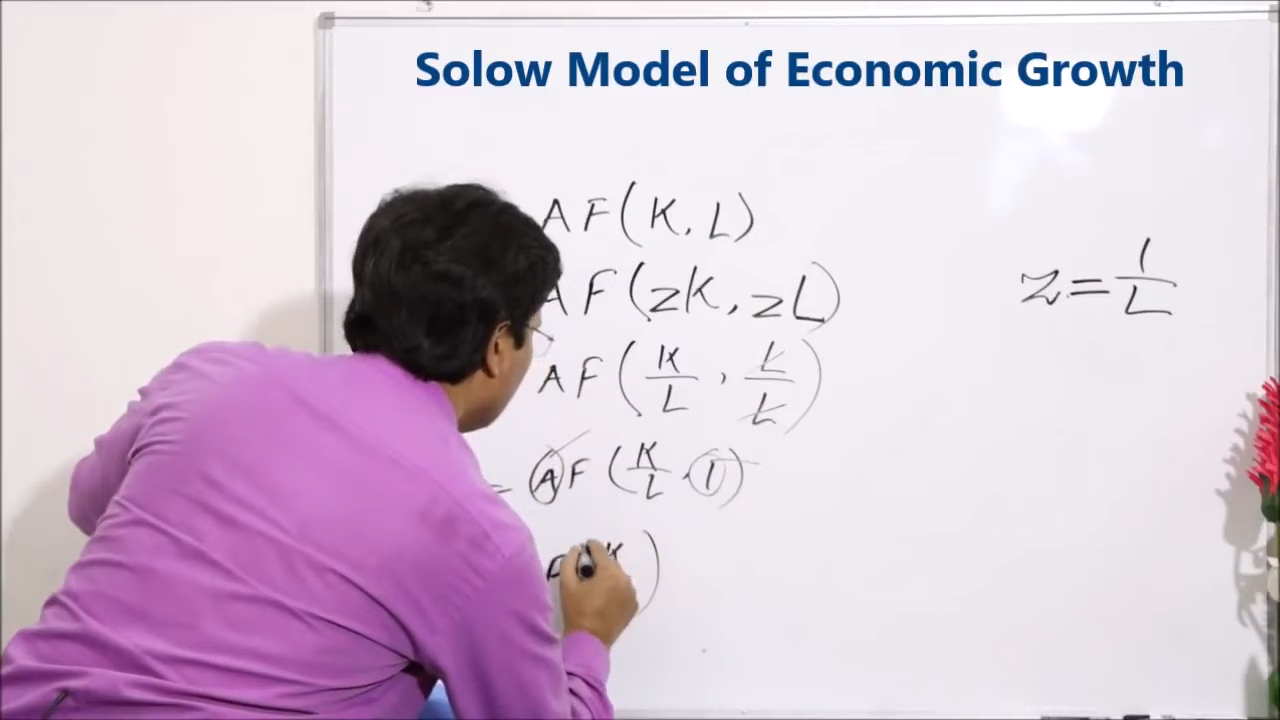 Solow Model of Economic Growth
AF(K, L)
AF(zK, zL)
z = 1/L
AF(K/L, L/L)
= AF(K/L, 1)
F K )